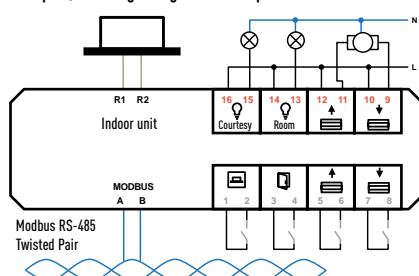 N
L
R1 R2
16 15 14 13 12 11 10 9
Indoor unit
Courtesy Room
MODBUS
A B
1 2 3 4 5 6 7 8
Modbus RS-485
Twisted Pair